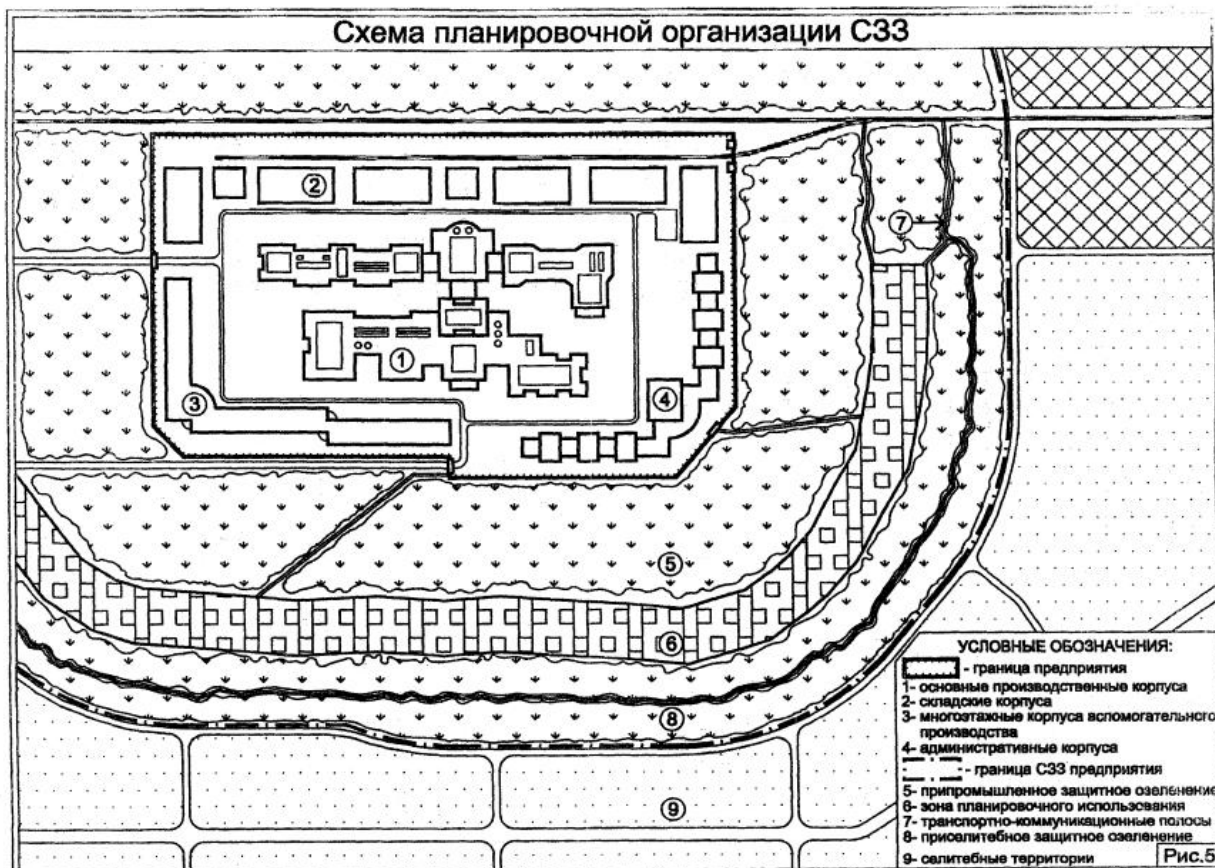 Схема планировочной организации СЗЗ
2
7
1
3
4
5
6
8
9
УСЛОВНЫЕ ОБОЗНАЧЕНИЯ:
- граница предприятия
1- основные производственные корпуса
2- складские корпуса
3- многоэтажные корпуса вспомогательного
производства
4- административные корпуса
- граница СЗЗ предприятия
5- припромышленное защитное озеленение
6- зона планировочного использования
7- транспортно-коммуникационные полосы
8- приселитебное защитное озеленение
9- селитебные территории
Рис.5